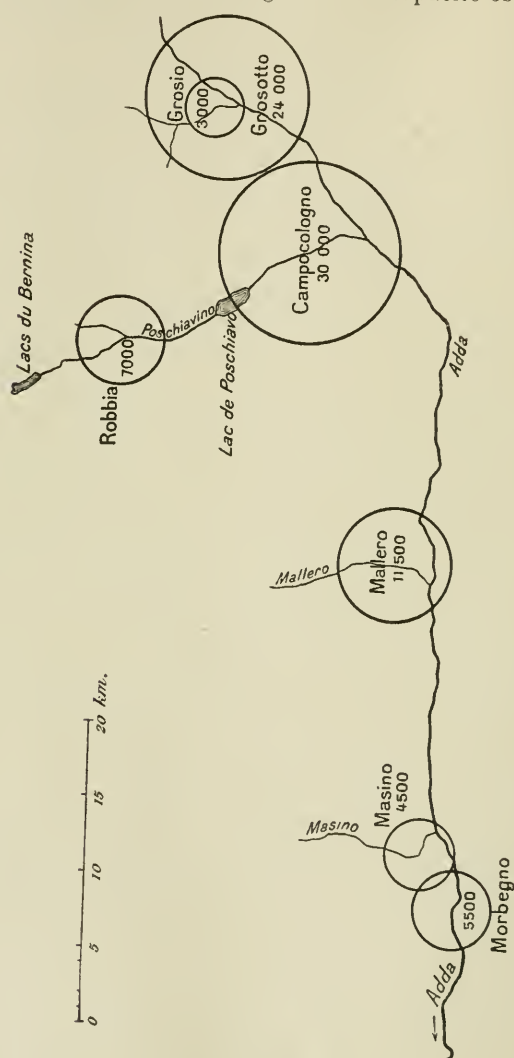 Lacs du Bernina
Robbia
7000
Poschiavino
Lac de Poschiavo
Grosio
3000
Grosotto
24 000
Campocologno
30 000
Adda
Mallero
Mallero
11 500
Masino
Masino
4500
5500
Morbegno
← Adda
0 5 10 15 20 km.